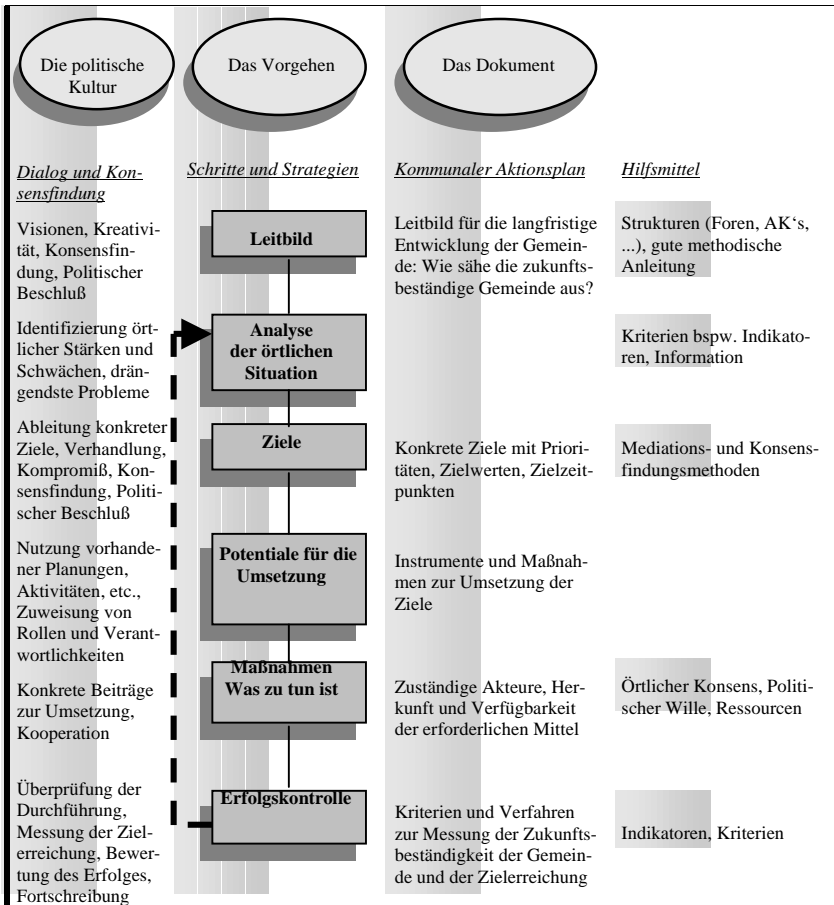 Die politische
Kultur
Das Vorgehen
Das Dokument
Dialog und Kon-
sensfindung
Schritte und Strategien
Kommunaler Aktionsplan
Hilfsmittel
Visionen, Kreativi-
tät, Konsensfin-
dung, Politischer
Beschluß
Leitbild
Leitbild für die langfristige
Entwicklung der Gemein-
de: Wie sähe die zukunfts-
beständige Gemeinde aus?
Strukturen (Foren, AK‘s,
...), gute methodische
Anleitung
Identifizierung ört-
licher Stärken und
Schwächen, drän-
gendste Probleme
Analyse
der örtlichen
Situation
Kriterien bspw. Indikato-
ren, Information
Ableitung konkreter
Ziele, Verhandlung,
Kompromiß, Kon-
sensfindung, Politi-
scher Beschluß
Ziele
Konkrete Ziele mit Priori-
täten, Zielwerten, Zielzeit-
punkten
Mediations- und Konsens-
findungsmethoden
Nutzung vorhande-
ner Planungen,
Aktivitäten, etc.,
Zuweisung von
Rollen und Verant-
wortlichkeiten
Potentiale für die
Umsetzung
Instrumente und Maßnah-
men zur Umsetzung der
Ziele
Konkrete Beiträge
zur Umsetzung,
Kooperation
Maßnahmen
Was zu tun ist
Zuständige Akteure, Her-
kunft und Verfügbarkeit
der erforderlichen Mittel
Örtlicher Konsens, Politi-
scher Wille, Ressourcen
Überprüfung der
Durchführung,
Messung der Ziel-
erreichung, Bewer-
tung des Erfolges,
Fortschreibung
Erfolgskontrolle
Kriterien und Verfahren
zur Messung der Zukunfts-
beständigkeit der Gemein-
de und der Zielerreichung
Indikatoren, Kriterien